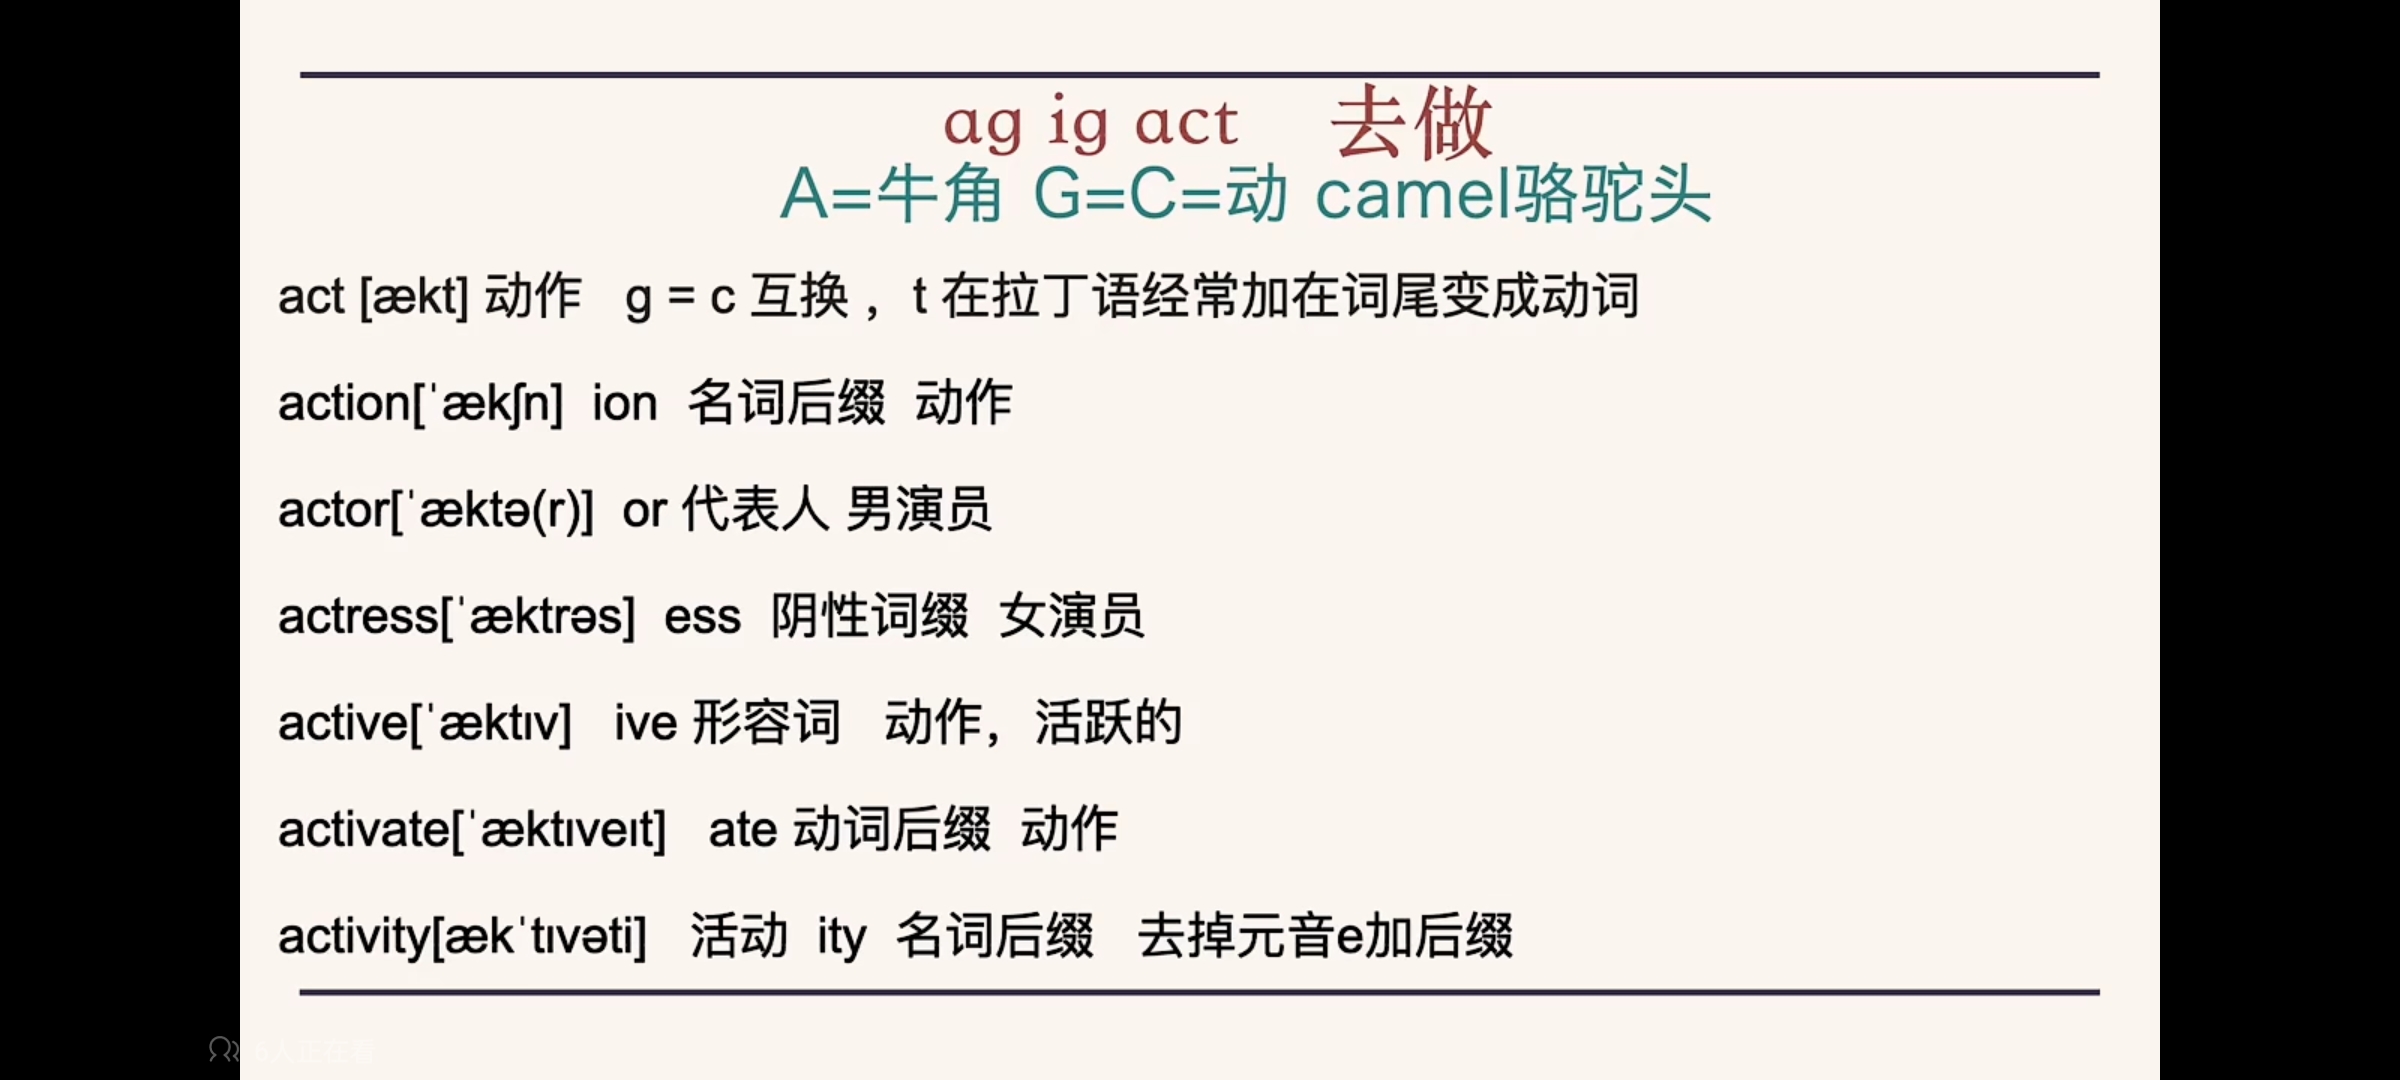 ag ig act 去做
A=牛角 G=C=动 camel骆驼头
act [ækt] 动作 g = c 互换 ，t 在拉丁语经常加在词尾变成动词
action[ˈækʃn] ion 名词后缀 动作
actor[ˈæktə(r)] or 代表人 男演员
actress[ˈæktrəs] ess 阴性词缀 女演员
active[ˈæktɪv] ive 形容词 动作，活跃的
activate[ˈæktɪveɪt] ate 动词后缀 动作
activity[ækˈtɪvəti] 活动 ity 名词后缀 去掉元音e加后缀
6人正在看